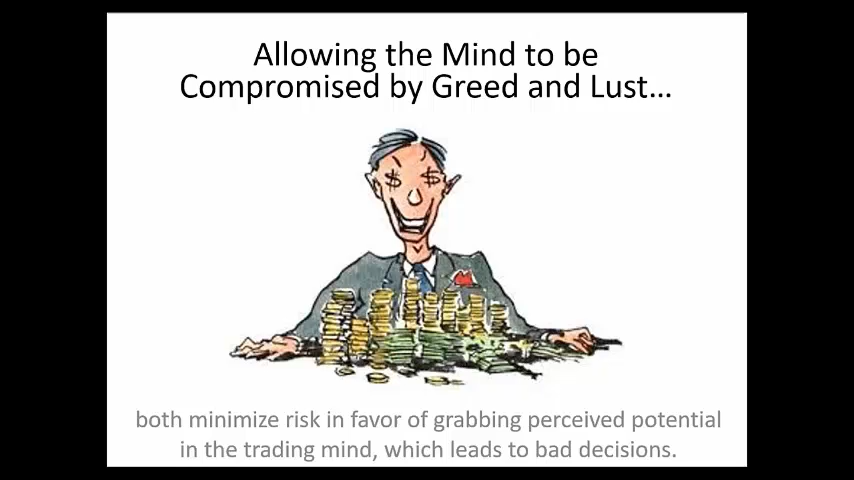 Allowing the Mind to be
Compromised by Greed and Lust...
$ $
both minimize risk in favor of grabbing perceived potential
in the trading mind, which leads to bad decisions.